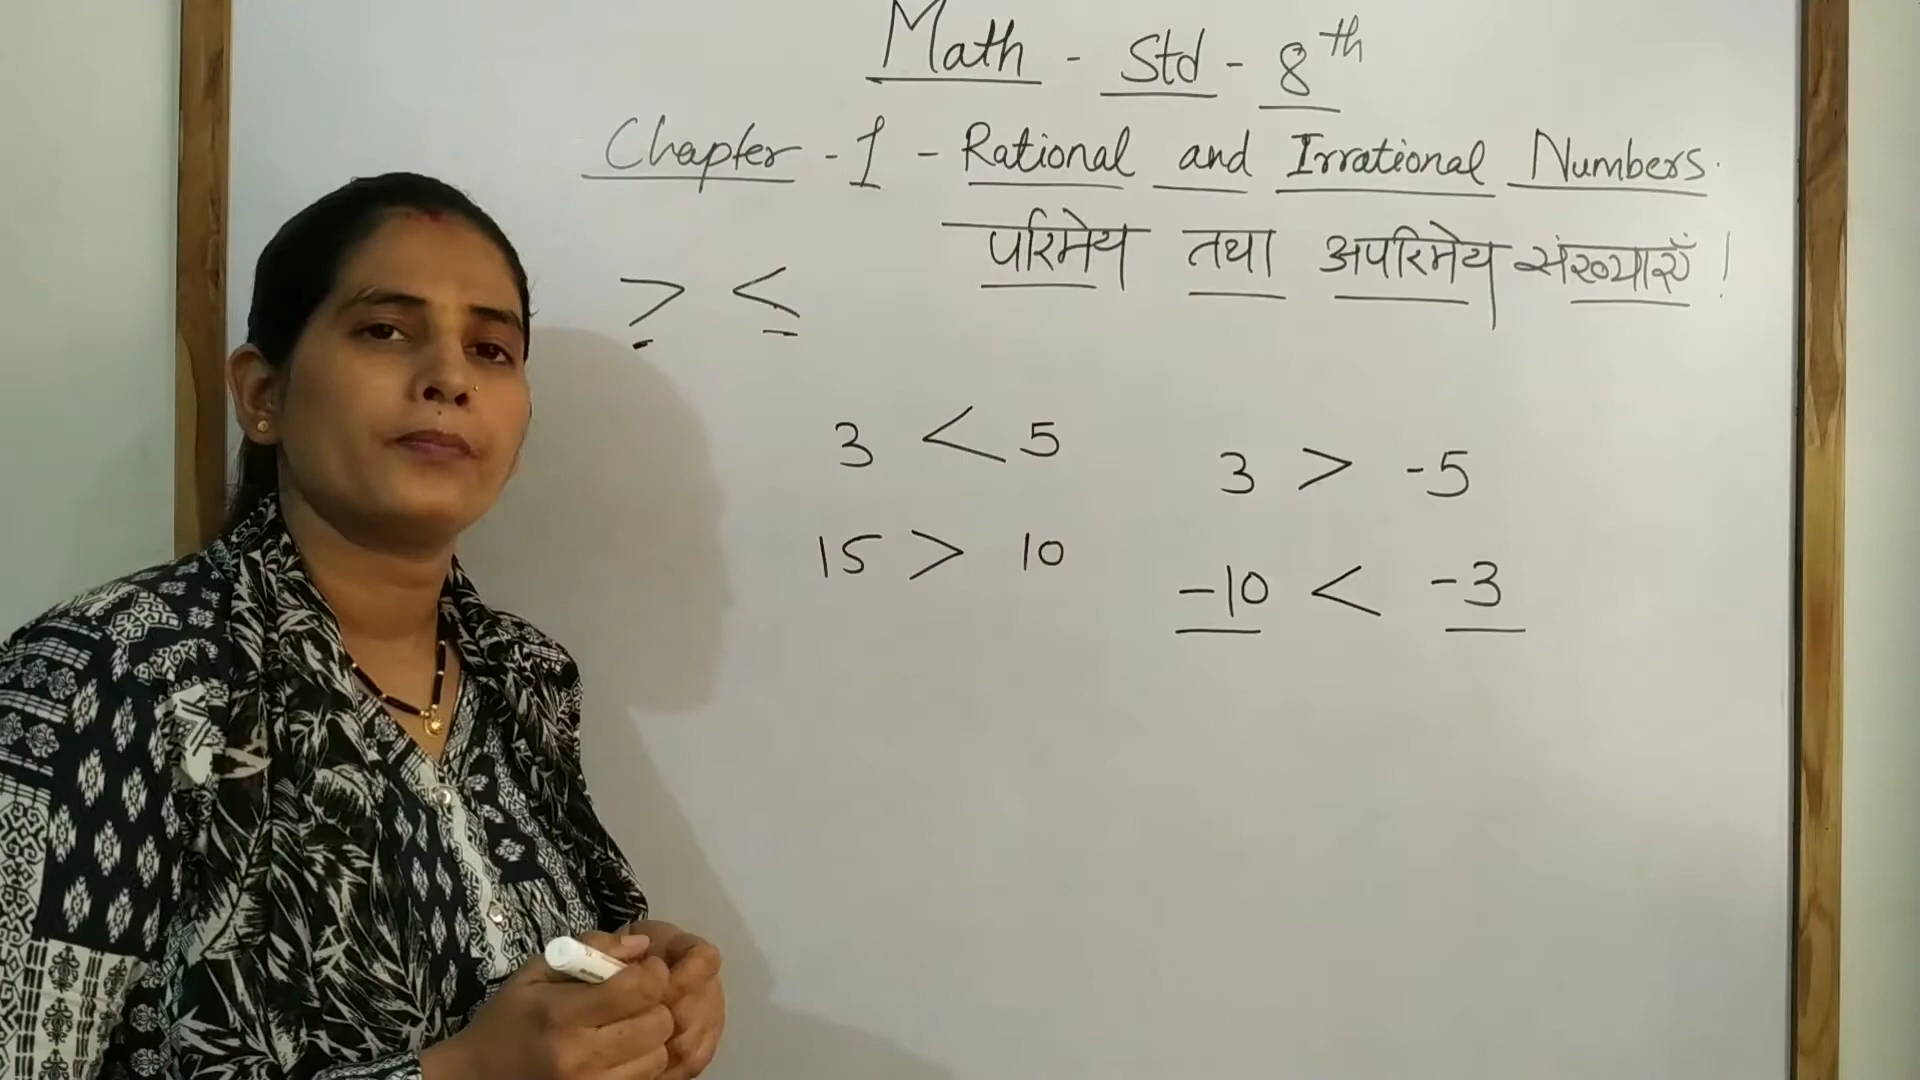 Math - Std - 8th
Chapter - 1 - Rational and Irrational Numbers.
परिमेय तथा अपरिमेय संख्याएँ !
> <
3 < 5
15 > 10
3 > -5
-10 < -3